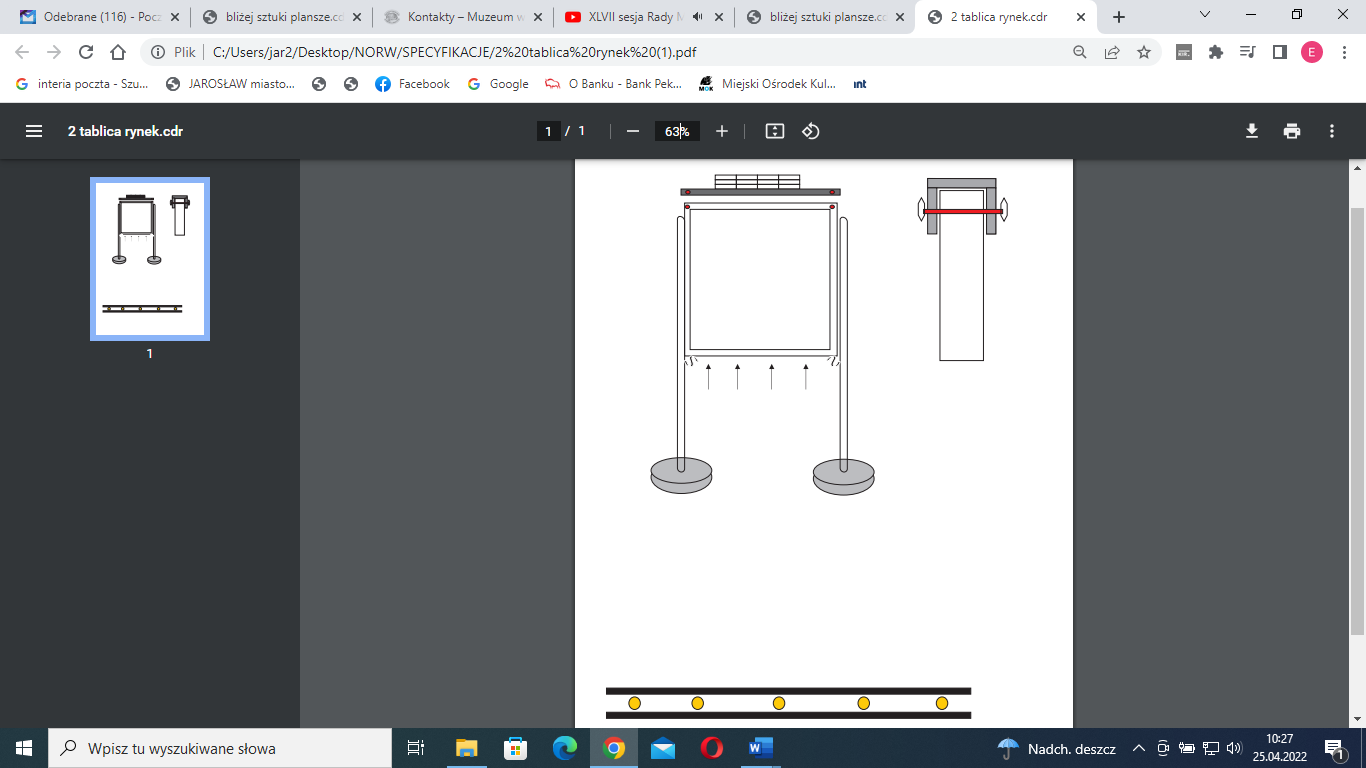 Odebrane (116) - Pocz
bliżej sztuki plansze.cd
Kontakty – Muzeum w
XLVII sesja Rady M
bliżej sztuki plansze.cd
2 tablica rynek.cdr
Plik
C:/Users/jar2/Desktop/NORW/SPECYFIKACJE/2%20tablica%20rynek%20(1).pdf
E
interia poczta - Szu...
JAROSŁAW miasto...
Facebook
Google
O Banku - Bank Pek...
MOK
Miejski Ośrodek Kul...
INT
2 tablica rynek.cdr
1 / 1
63%
1
Wpisz tu wyszukiwane słowa
Nadch. deszcz
10:27
25.04.2022
1